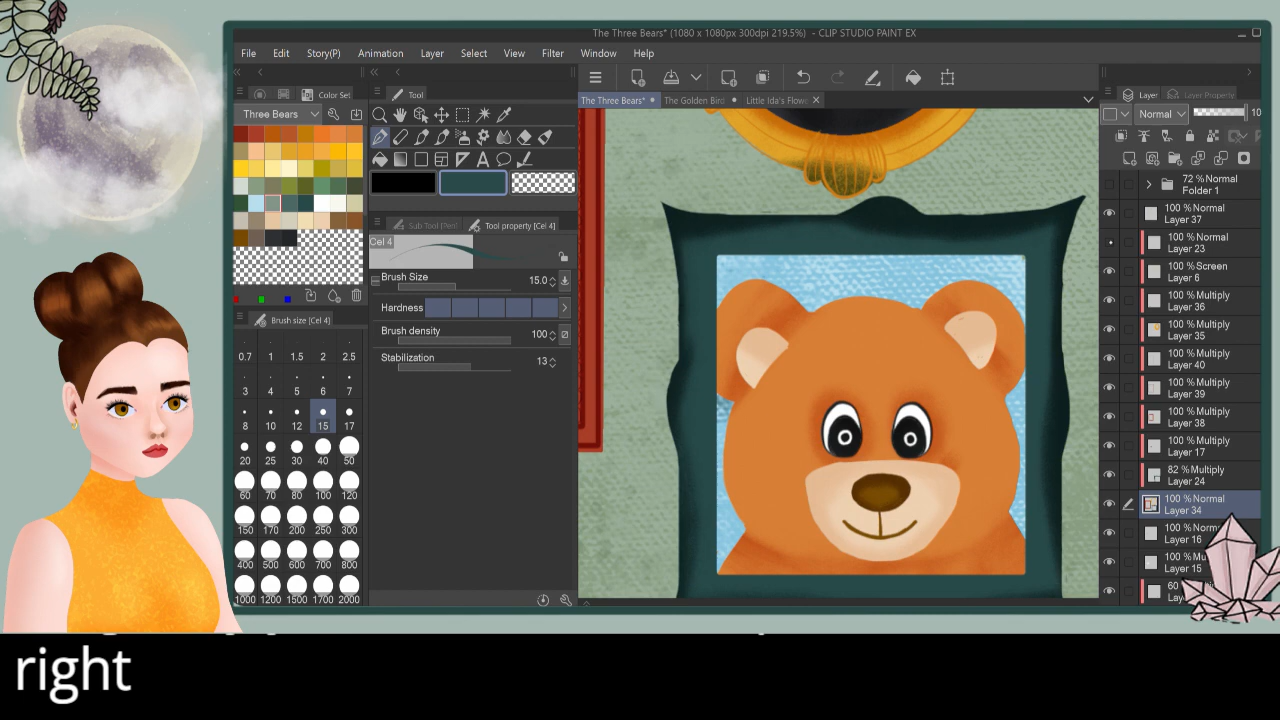 The Three Bears* (1080 x 1080px 300dpi 219.5%) - CLIP STUDIO PAINT EX
File Edit Story(P) Animation Layer Select View Filter Window Help
Color Set
Tool
The Three Bears*
The Golden Bird
Little Ida's Flowe
Layer
Layer Property
Three Bears
Normal
10
Sub Tool [Pen]
Tool property [Cel 4]
Cel 4
Brush Size 15.0
Hardness
Brush density 100
Stabilization 13
Brush size [Cel 4]
0.7 1 1.5 2 2.5
3 4 5 6 7
8 10 12 15 17
20 25 30 40 50
60 70 80 100 120
150 170 200 250 300
400 500 600 700 800
1000 1200 1500 1700 2000
72 % Normal
Folder 1
100 % Normal
Layer 37
100 % Normal
Layer 23
100 % Screen
Layer 6
100 % Multiply
Layer 36
100 % Multiply
Layer 35
100 % Multiply
Layer 40
100 % Multiply
Layer 39
100 % Multiply
Layer 38
100 % Multiply
Layer 17
82 % Multiply
Layer 24
100 % Normal
Layer 34
100 % Norm
Layer 16
100 % Mu
Layer 15
60
right